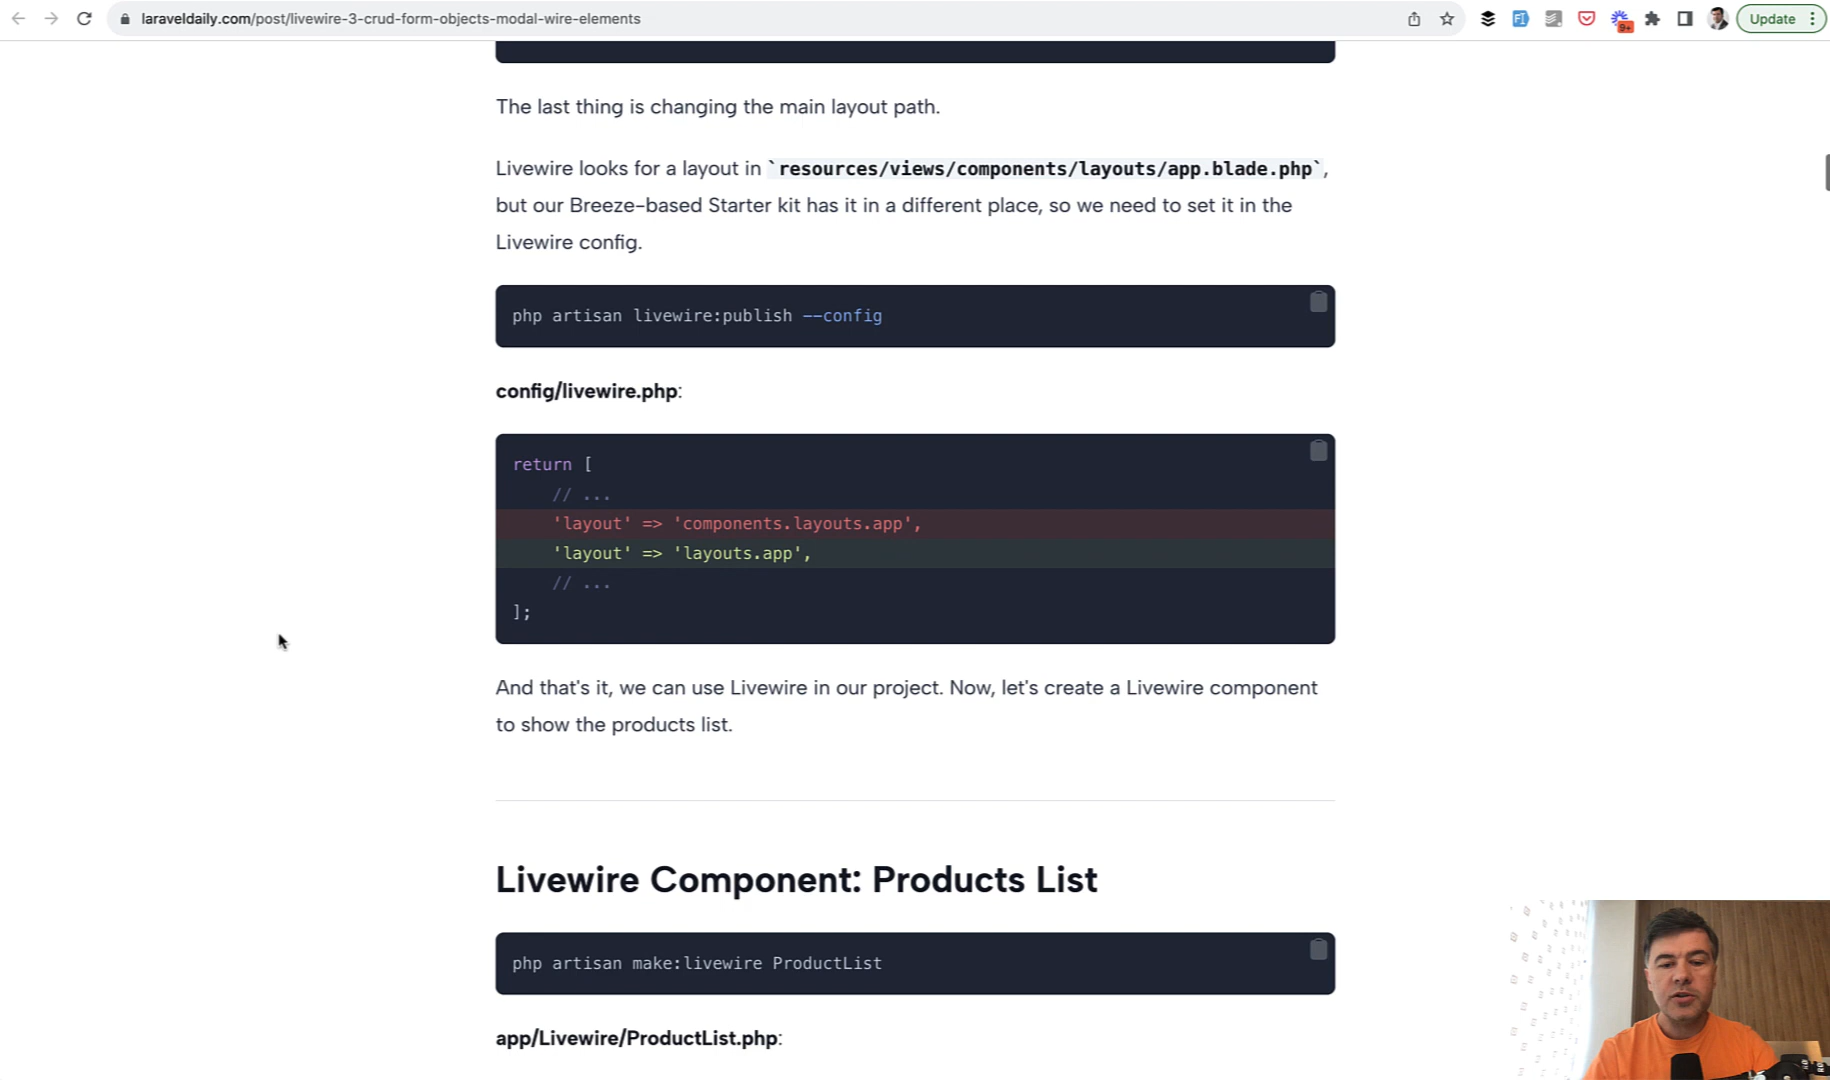 laraveldaily.com/post/livewire-3-crud-form-objects-modal-wire-elements
9+
Update
The last thing is changing the main layout path.
Livewire looks for a layout in `resources/views/components/layouts/app.blade.php`,
but our Breeze-based Starter kit has it in a different place, so we need to set it in the
Livewire config.
php artisan livewire:publish --config
config/livewire.php:
return [
// ...
'layout' => 'components.layouts.app',
'layout' => 'layouts.app',
// ...
];
And that's it, we can use Livewire in our project. Now, let's create a Livewire component
to show the products list.
Livewire Component: Products List
php artisan make:livewire ProductList
app/Livewire/ProductList.php: